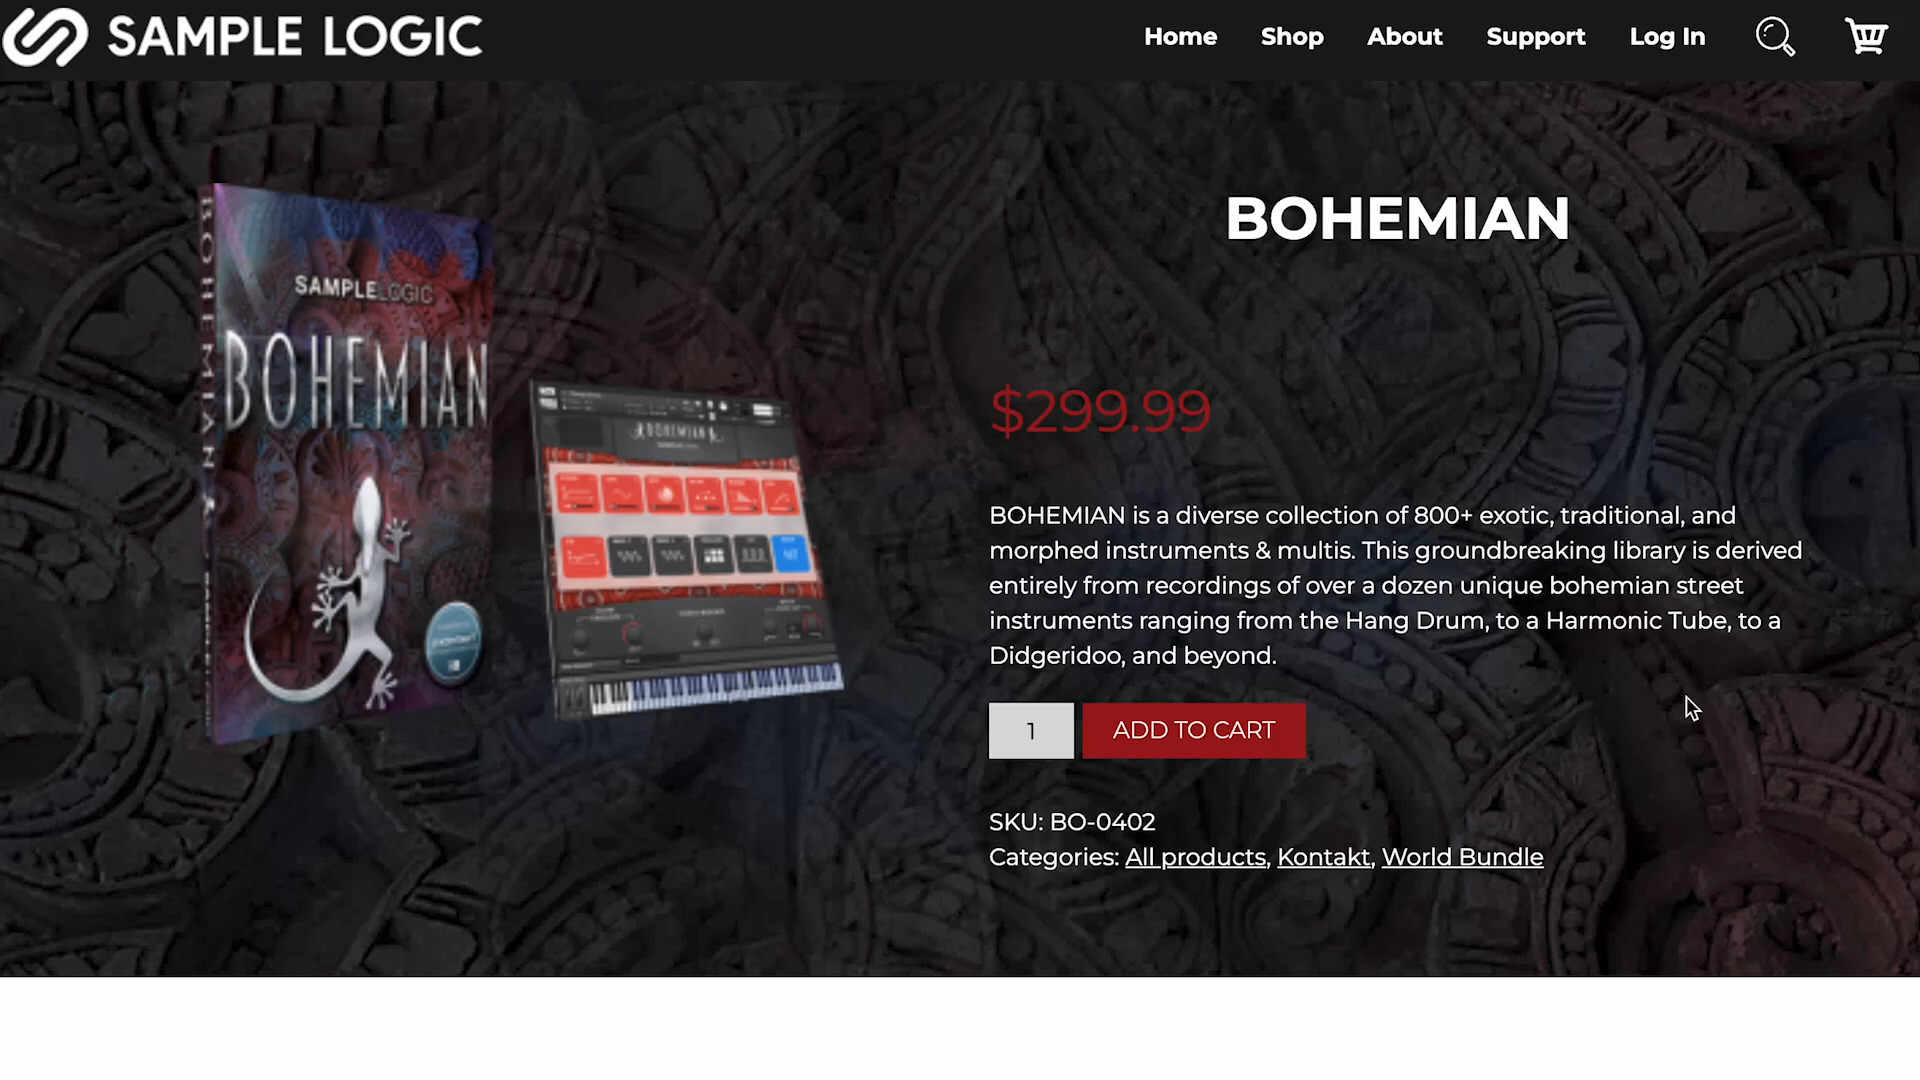 SAMPLE LOGIC
Home Shop About Support Log In
BOHEMIAN
SAMPLELOGIC
BOHEMIAN
BOHEMIAN
BOHEMIAN
$299.99
BOHEMIAN is a diverse collection of 800+ exotic, traditional, and
morphed instruments & multis. This groundbreaking library is derived
entirely from recordings of over a dozen unique bohemian street
instruments ranging from the Hang Drum, to a Harmonic Tube, to a
Didgeridoo, and beyond.
1 ADD TO CART
SKU: BO-0402
Categories: All products, Kontakt, World Bundle